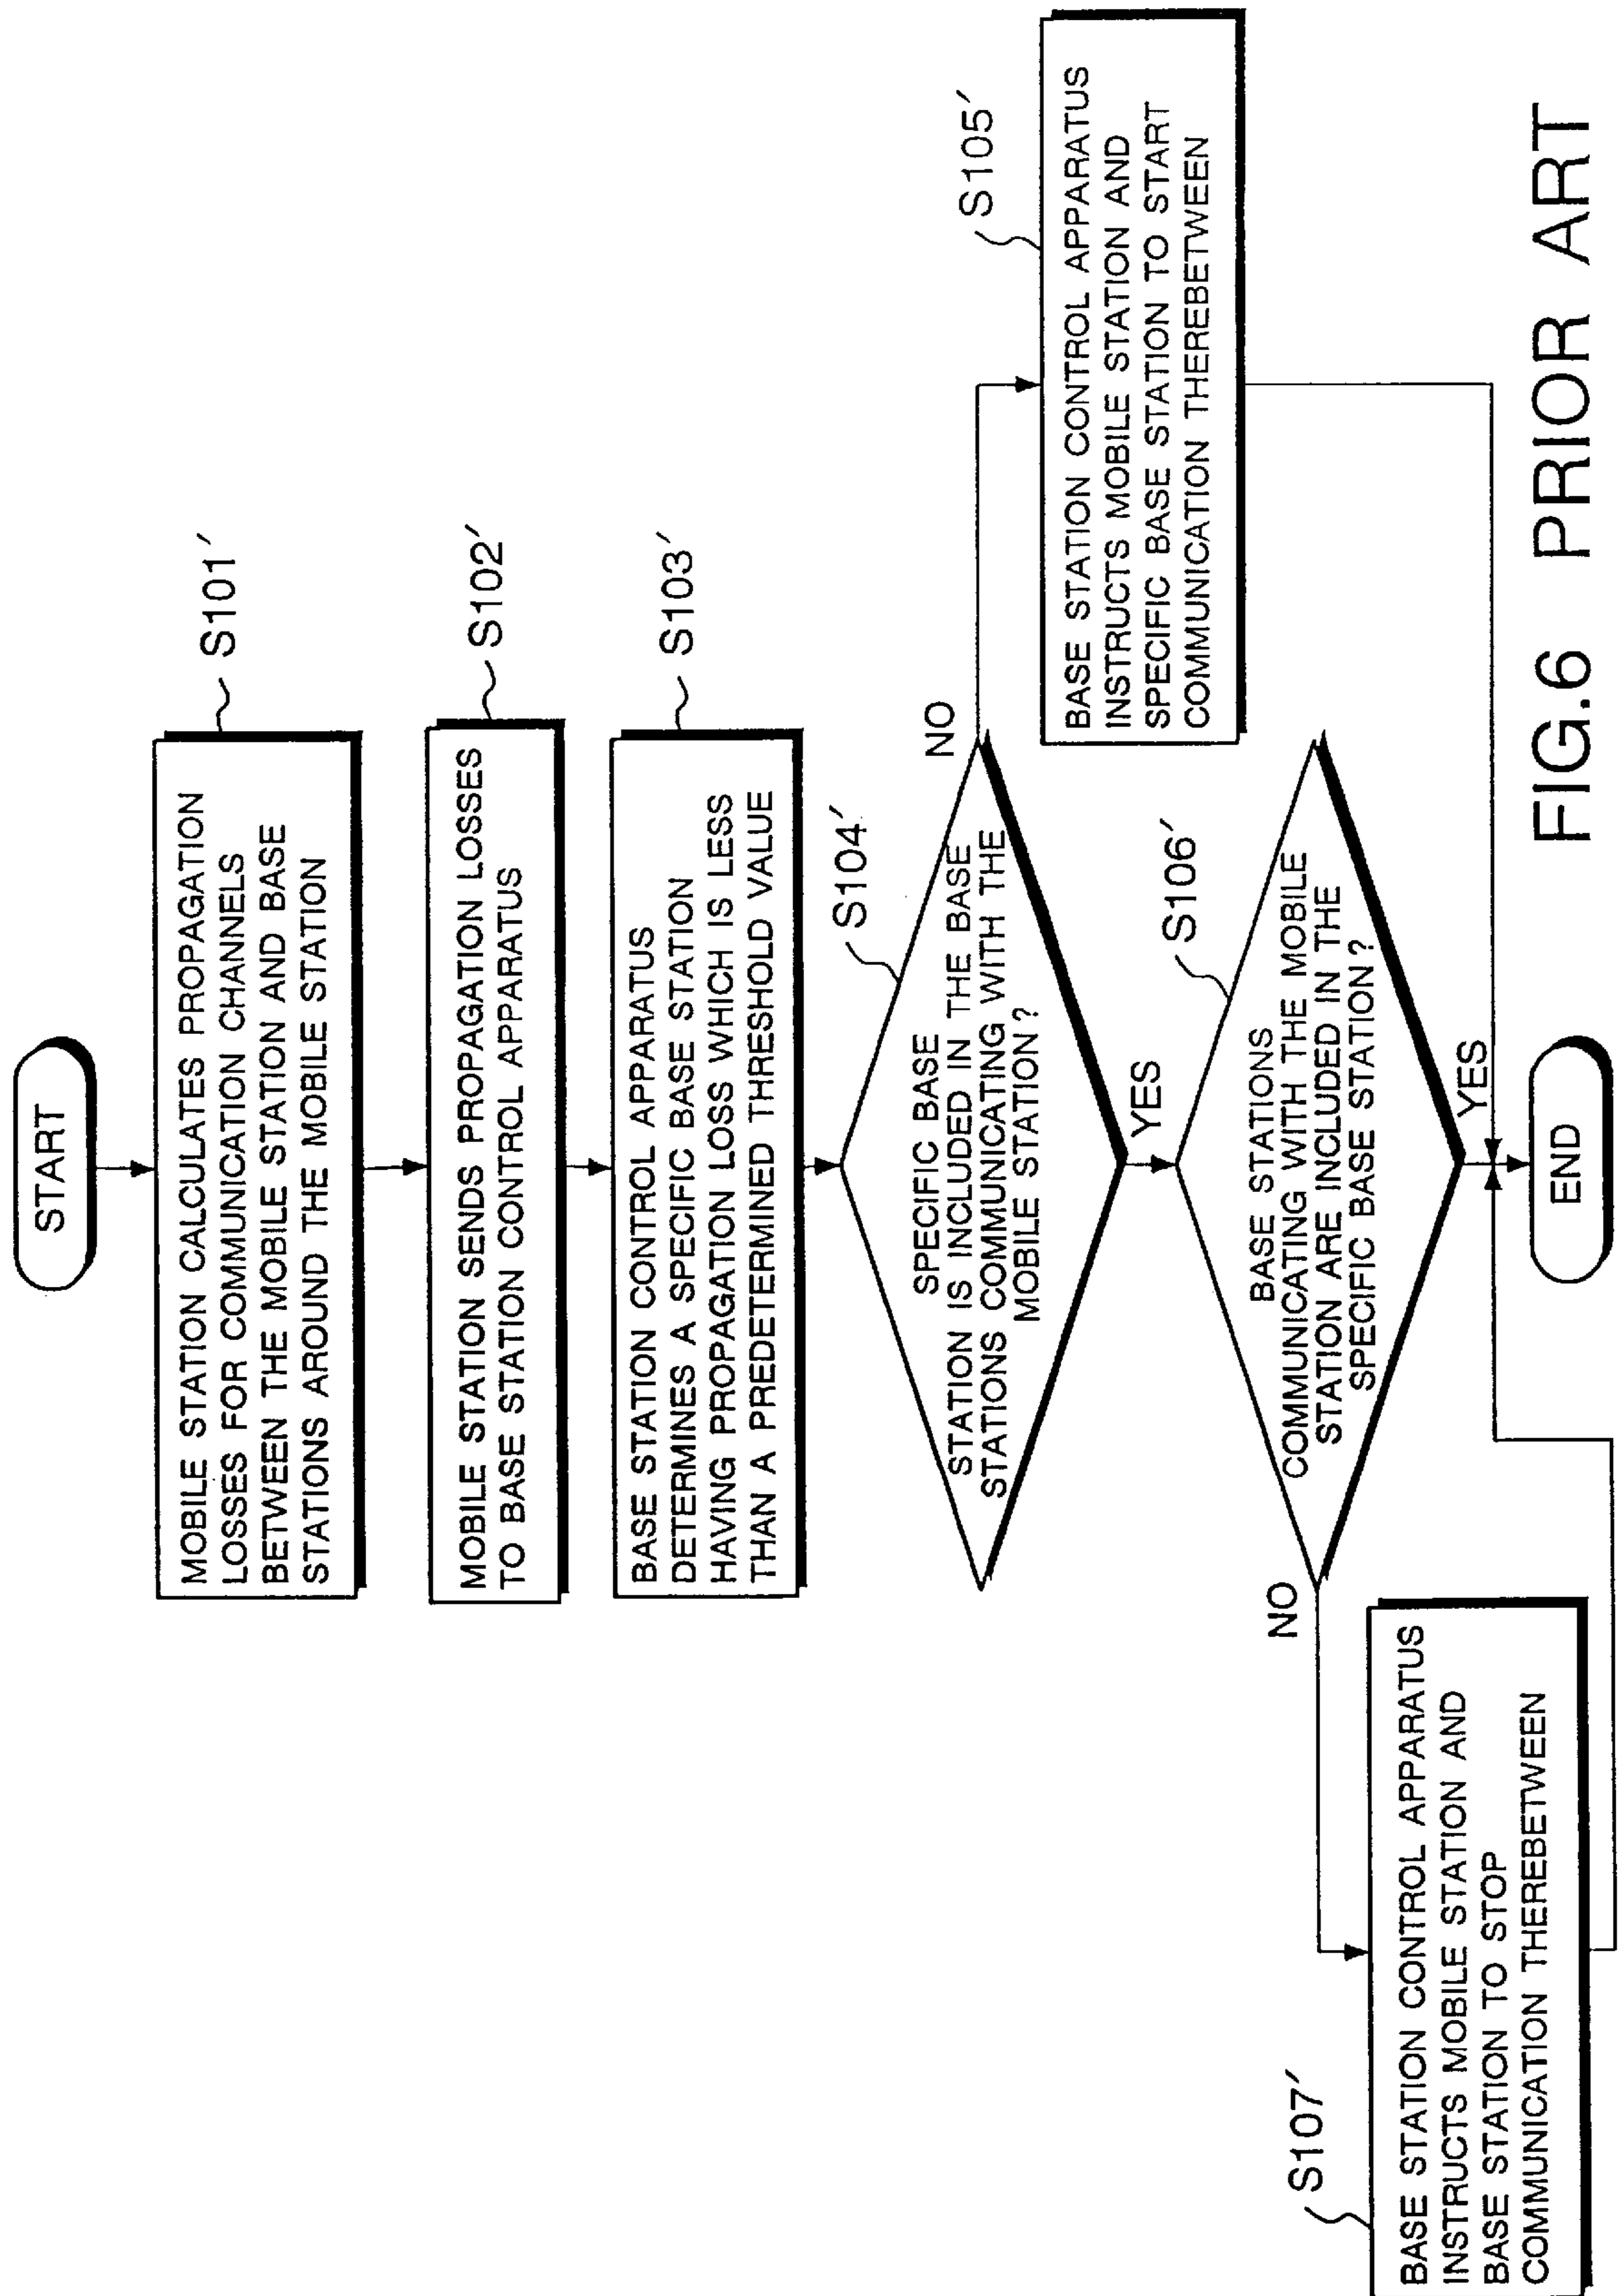 START
MOBILE STATION CALCULATES PROPAGATION
LOSSES FOR COMMUNICATION CHANNELS
BETWEEN THE MOBILE STATION AND BASE
STATIONS AROUND THE MOBILE STATION
S101′
MOBILE STATION SENDS PROPAGATION LOSSES
TO BASE STATION CONTROL APPARATUS
S102′
BASE STATION CONTROL APPARATUS
DETERMINES A SPECIFIC BASE STATION
HAVING PROPAGATION LOSS WHICH IS LESS
THAN A PREDETERMINED THRESHOLD VALUE
S103′
SPECIFIC BASE
STATION IS INCLUDED IN THE BASE
STATIONS COMMUNICATING WITH THE
MOBILE STATION?
S104′
NO
BASE STATION CONTROL APPARATUS
INSTRUCTS MOBILE STATION AND
SPECIFIC BASE STATION TO START
COMMUNICATION THEREBETWEEN
S105′
YES
BASE STATIONS
COMMUNICATING WITH THE MOBILE
STATION ARE INCLUDED IN THE
SPECIFIC BASE STATION?
S106′
NO
BASE STATION CONTROL APPARATUS
INSTRUCTS MOBILE STATION AND
BASE STATION TO STOP
COMMUNICATION THEREBETWEEN
S107′
YES
END
FIG.6 PRIOR ART